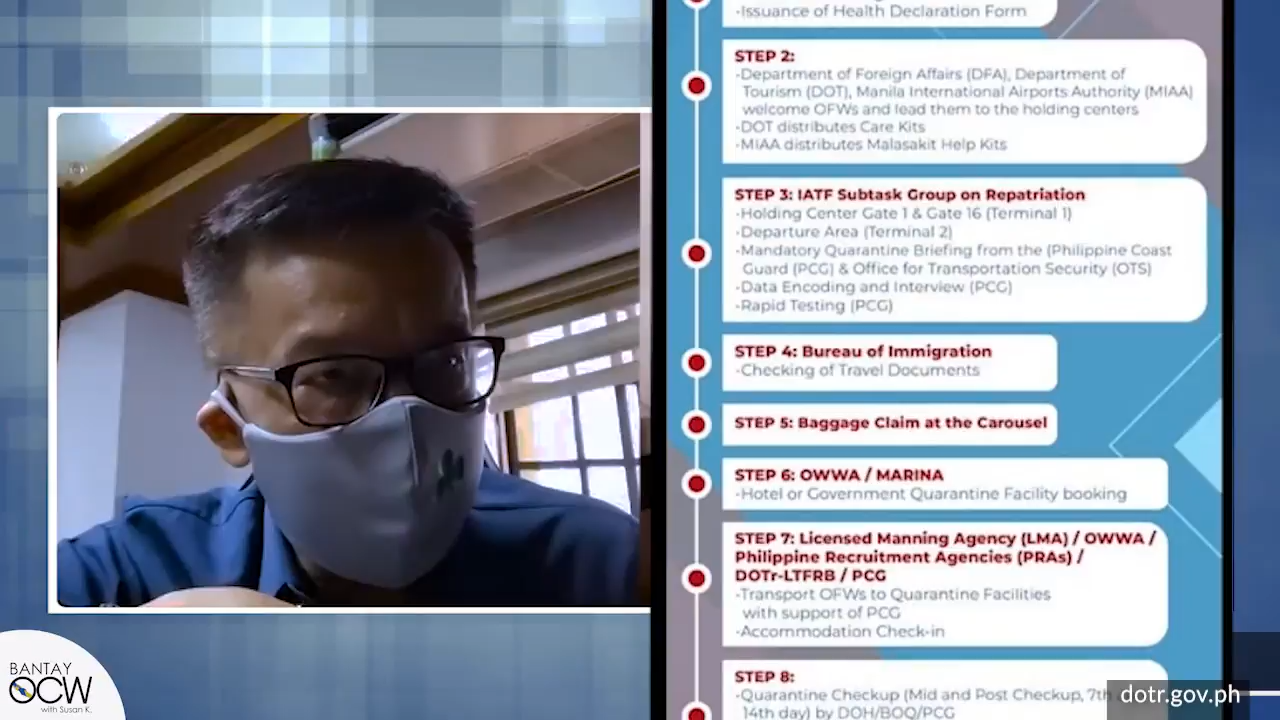 -Issuance of Health Declaration Form
STEP 2:
-Department of Foreign Affairs (DFA), Department of
Tourism (DOT), Manila International Airports Authority (MIAA)
welcome OFWs and lead them to the holding centers
-DOT distributes Care Kits
-MIAA distributes Malasakit Help Kits
STEP 3: IATF Subtask Group on Repatriation
-Holding Center Gate 1 & Gate 16 (Terminal 1)
-Departure Area (Terminal 2)
-Mandatory Quarantine Briefing from the (Philippine Coast
Guard (PCG) & Office for Transportation Security (OTS)
-Data Encoding and Interview (PCG)
-Rapid Testing (PCG)
STEP 4: Bureau of Immigration
-Checking of Travel Documents
STEP 5: Baggage Claim at the Carousel
STEP 6: OWWA / MARINA
-Hotel or Government Quarantine Facility booking
STEP 7: Licensed Manning Agency (LMA) / OWWA /
Philippine Recruitment Agencies (PRAs) /
DOTr-LTFRB / PCG
-Transport OFWs to Quarantine Facilities
with support of PCG
-Accommodation Check-in
STEP 8:
-Quarantine Checkup (Mid and Post Checkup, 7th
14th day) by DOH/BOQ/PCG
dotr.gov.ph
BANTAY
OCW
with Susan K.